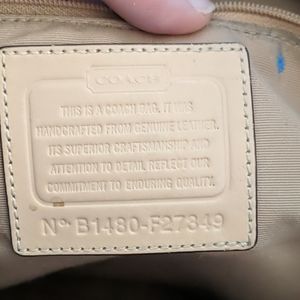 COACH
THIS IS A COACH BAG. IT WAS
HANDCRAFTED FROM GENUINE LEATHER.
ITS SUPERIOR CRAFTSMANSHIP AND
ATTENTION TO DETAIL REFLECT OUR
COMMITMENT TO ENDURING QUALITY.
Nº B1480-F27849